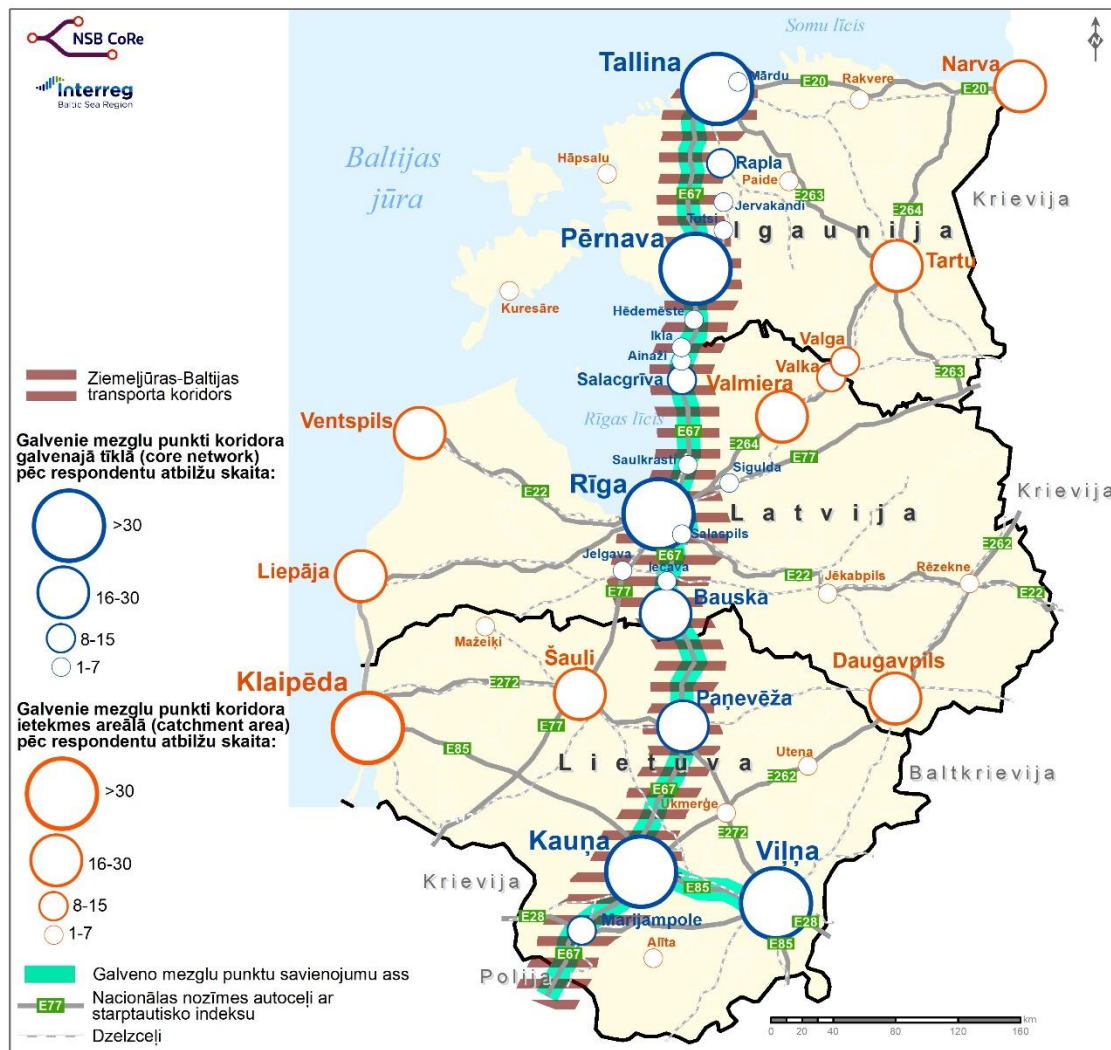 NSB CoRe
Interreg
Baltic Sea Region
Somu līcis
N
Tallina
Mārdu
E20
Rakvere
Narva
E20
Baltijas
jūra
Hāpsalu
Rapla
Paide
E263
Krievija
E67
Jervakandi
E264
Totsi
Igaunija
Pērnava
Tartu
Kuresāre
Hēdemēste
Ikla
Ainaži
Valga
Valka
Salacgrīva
Valmiera
E263
Ziemeļjūras-Baltijas
transporta koridors
Ventspils
Rīgas līcis
E67
E264
E77
Galvenie mezglu punkti koridora
galvenajā tīklā (core network)
pēc respondentu atbilžu skaita:
>30
16-30
8-15
1-7
Saulkrasti
Sigulda
Rīga
E22
Krievija
Latvija
Salaspils
E262
Liepāja
Jelgava
E67
Iecava
E77
E22
Jēkabpils
Rēzekne
E22
Bauska
Mažeiķi
Šauļi
Daugavpils
Klaipēda
E272
Paņevēža
E77
Galvenie mezglu punkti koridora
ietekmes areālā (catchment area)
pēc respondentu atbilžu skaita:
>30
16-30
8-15
1-7
E85
Utena
Lietuva
E262
Baltkrievija
E67
Ukmerģe
E272
Kauņa
Viļņa
Krievija
E85
E28
Marijampole
E28
E85
Alīta
E67
Polija
Galveno mezglu punktu savienojumu ass
E77
Nacionālas nozīmes autoceļi ar
starptautisko indeksu
Dzelzceļi
km
0 20 40 80 120 160